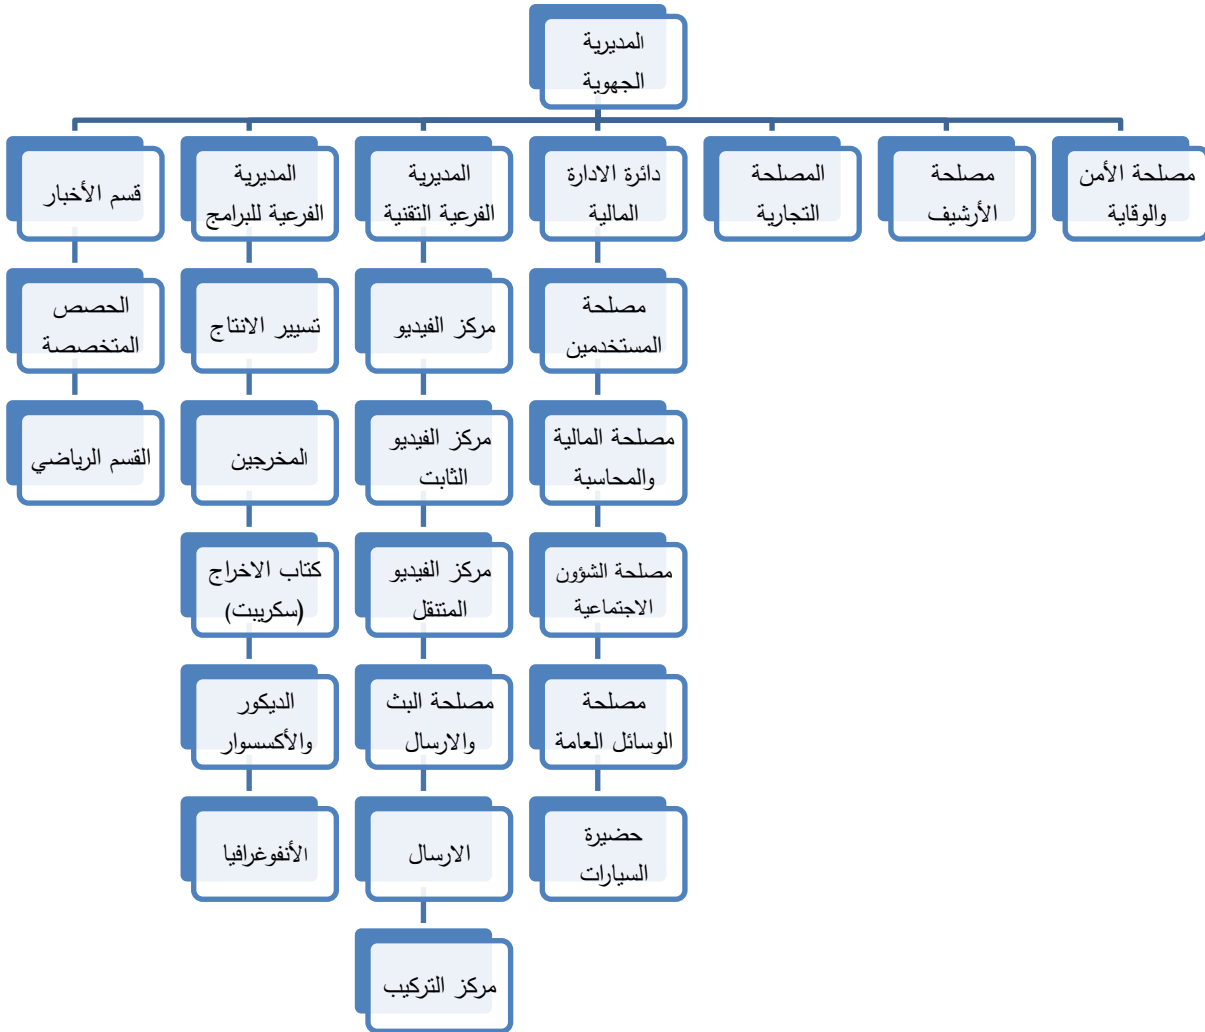 المديرية
الجهوية
مصلحة الأمن
والوقاية
مصلحة
الأرشيف
المصلحة
التجارية
دائرة الادارة
المالية
المديرية
الفرعية التقنية
المديرية
الفرعية للبرامج
قسم الأخبار
مصلحة
المستخدمين
مركز الفيديو
تسيير الانتاج
الحصص
المتخصصة
مصلحة المالية
والمحاسبة
مركز الفيديو
الثابت
المخرجين
القسم الرياضي
مصلحة الشؤون
الاجتماعية
مركز الفيديو
المتنقل
كتاب الاخراج
(سكريبت)
مصلحة
الوسائل العامة
مصلحة البث
والارسال
الديكور
والأكسسوار
حضيرة
السيارات
الارسال
الأنفوغرافيا
مركز التركيب